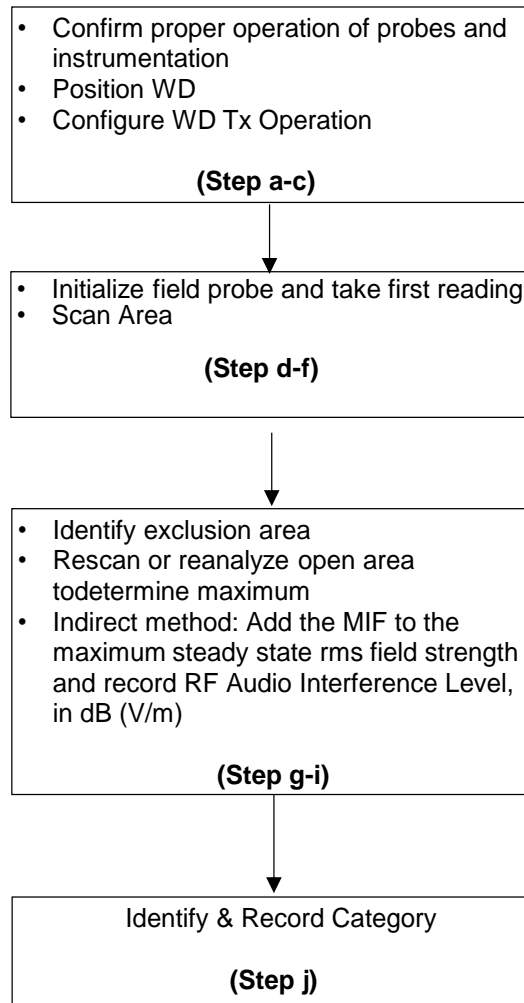 • Confirm proper operation of probes and
instrumentation
• Position WD
• Configure WD Tx Operation
(Step a-c)
• Initialize field probe and take first reading
• Scan Area
(Step d-f)
• Identify exclusion area
• Rescan or reanalyze open area
todetermine maximum
• Indirect method: Add the MIF to the
maximum steady state rms field strength
and record RF Audio Interference Level,
in dB (V/m)
(Step g-i)
Identify & Record Category
(Step j)